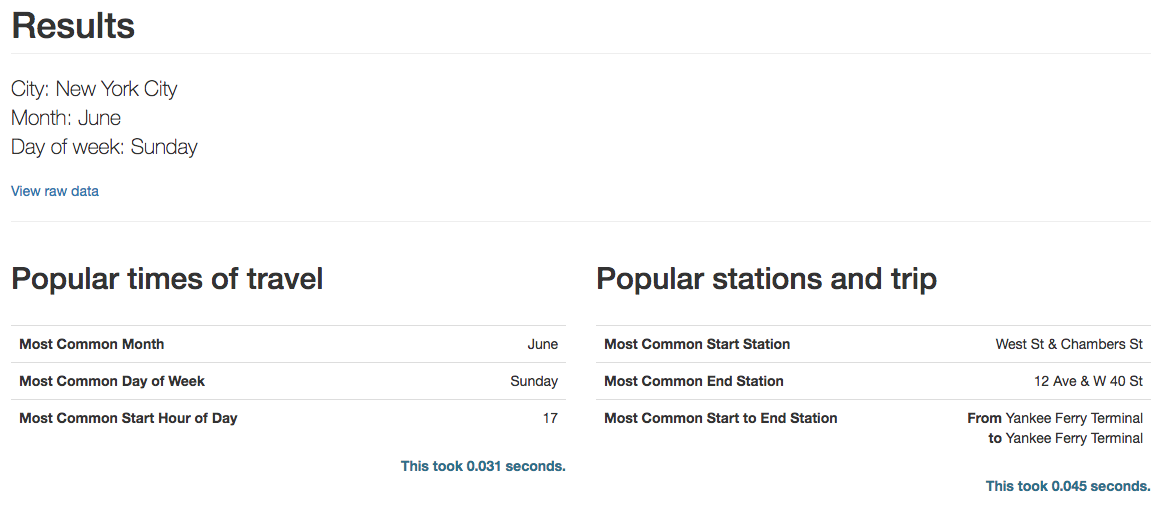 Results
City: New York City
Month: June
Day of week: Sunday
View raw data
Popular times of travel
Most Common Month June
Most Common Day of Week Sunday
Most Common Start Hour of Day 17
This took 0.031 seconds.
Popular stations and trip
Most Common Start Station West St & Chambers St
Most Common End Station 12 Ave & W 40 St
Most Common Start to End Station From Yankee Ferry Terminal
to Yankee Ferry Terminal
This took 0.045 seconds.